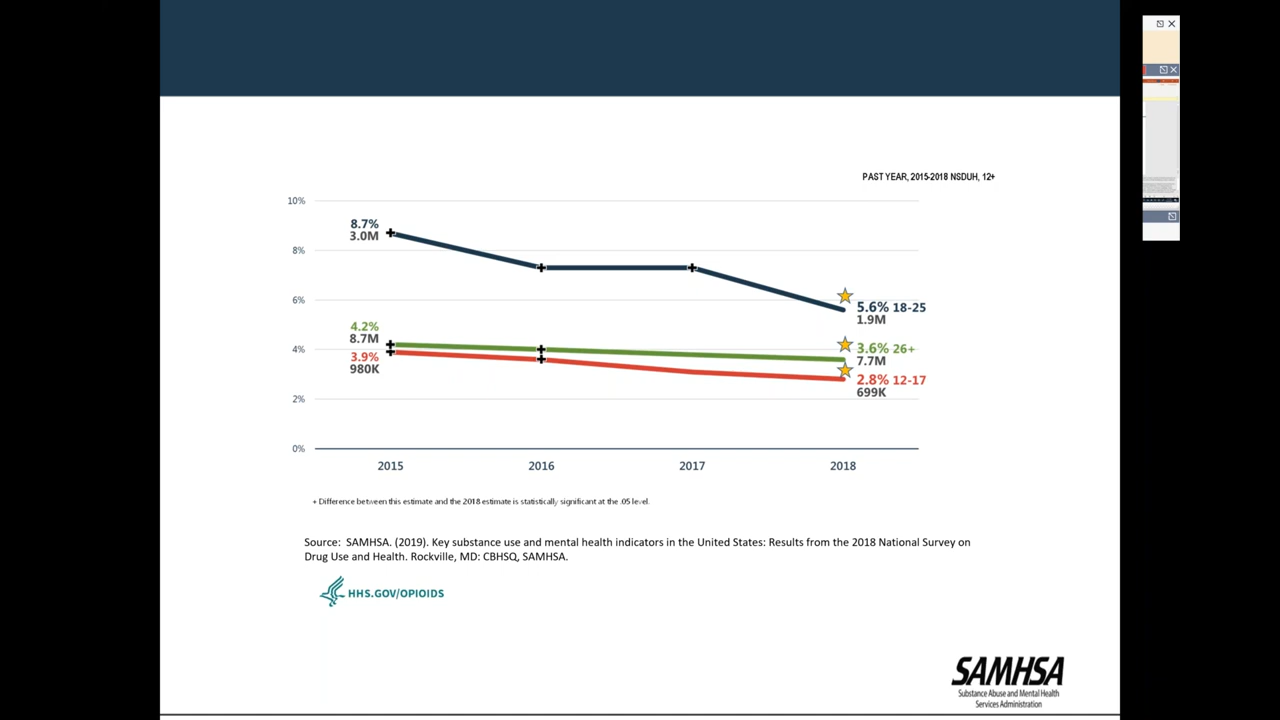 PAST YEAR, 2015-2018 NSDUH, 12+
10%
8.7%
3.0M
8%
6%
5.6% 18-25
1.9M
4.2%
8.7M
4%
3.6% 26+
7.7M
3.9%
980K
2.8% 12-17
699K
2%
0%
2015 2016 2017 2018
+ Difference between this estimate and the 2018 estimate is statistically significant at the .05 level.
Source: SAMHSA. (2019). Key substance use and mental health indicators in the United States: Results from the 2018 National Survey on
Drug Use and Health. Rockville, MD: CBHSQ, SAMHSA.
HHS.GOV/OPIOIDS
SAMHSA
Substance Abuse and Mental Health
Services Administration